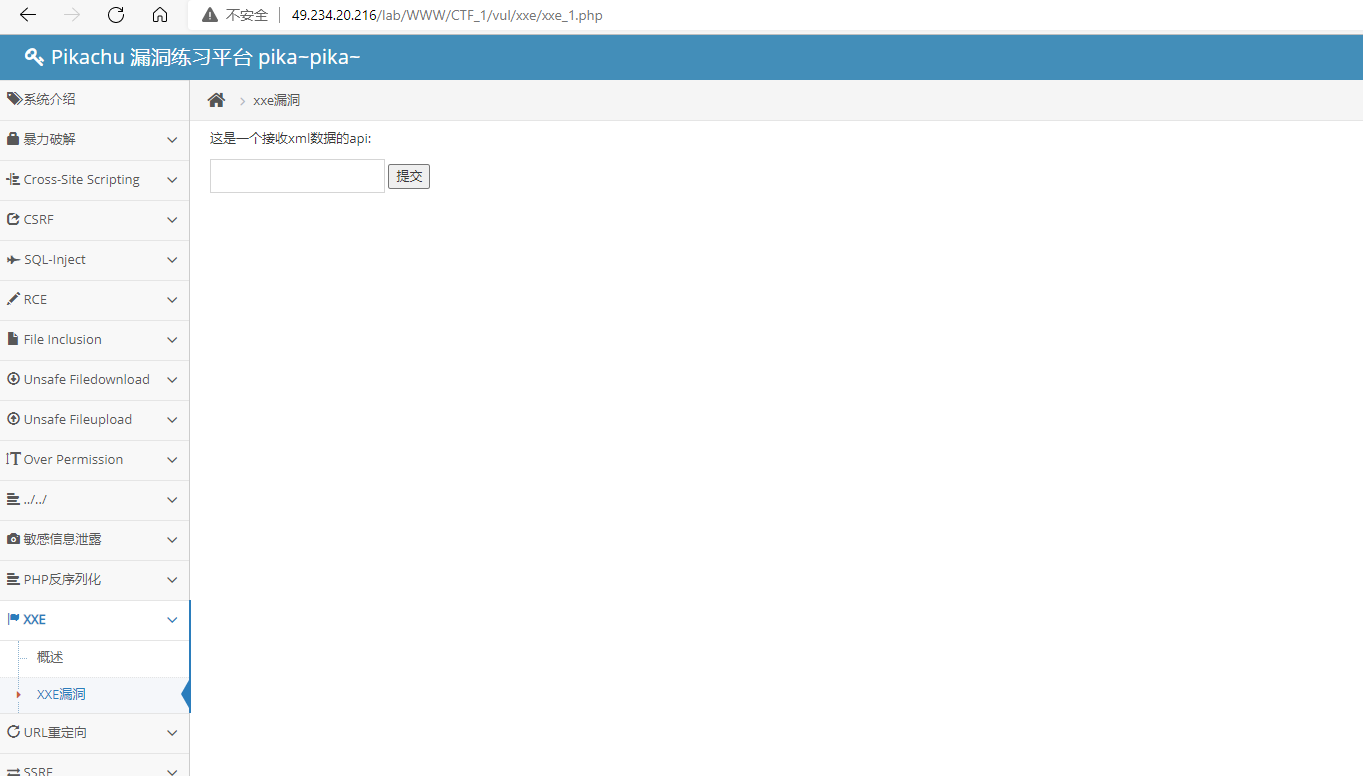 不安全 49.234.20.216/lab/WWW/CTF_1/vul/xxe/xxe_1.php
Pikachu 漏洞练习平台 pika~pika~
系统介绍
暴力破解
Cross-Site Scripting
CSRF
SQL-Inject
RCE
File Inclusion
Unsafe Filedownload
Unsafe Fileupload
Over Permission
../../
敏感信息泄露
PHP反序列化
XXE
概述
XXE漏洞
URL重定向
SSRF
xxe漏洞
这是一个接收xml数据的api:
提交